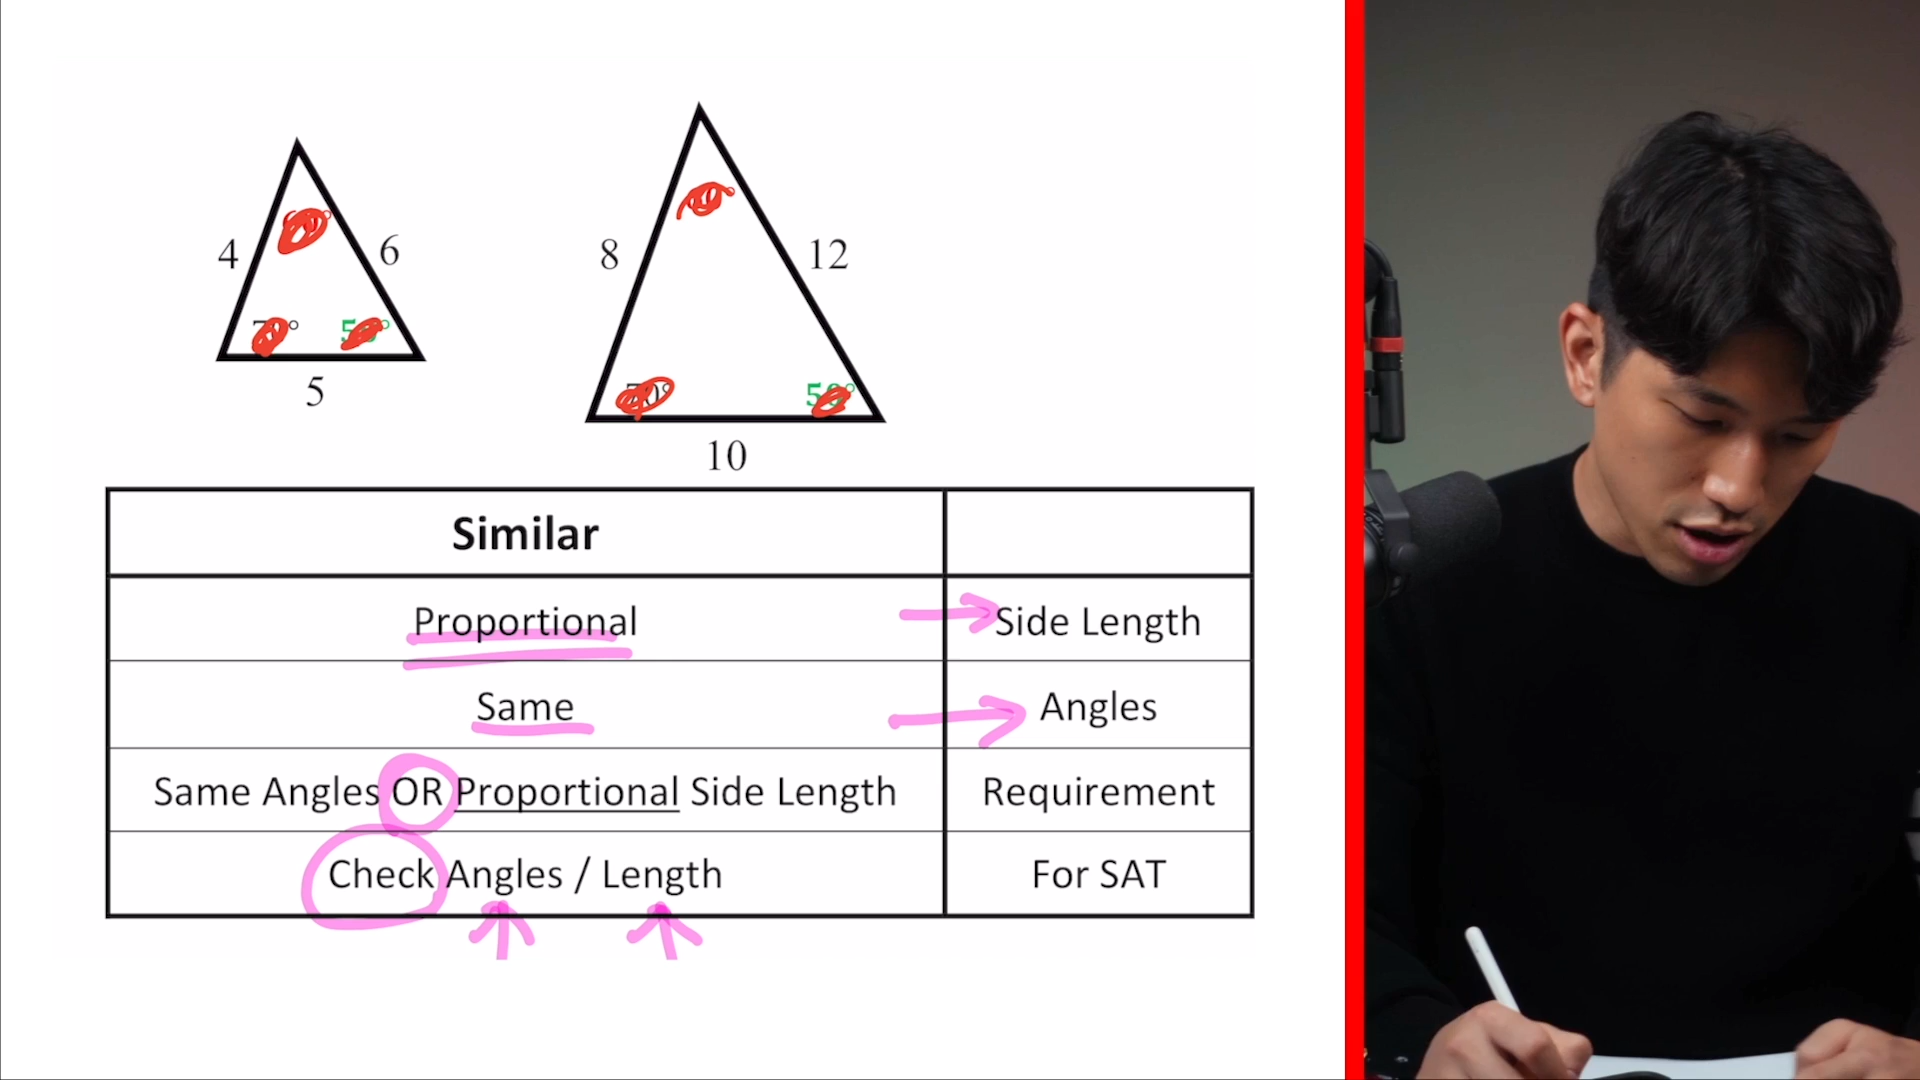 4
6
5
8
12
10
Similar
Proportional Side Length
Same Angles
Same Angles OR Proportional Side Length Requirement
Check Angles / Length For SAT